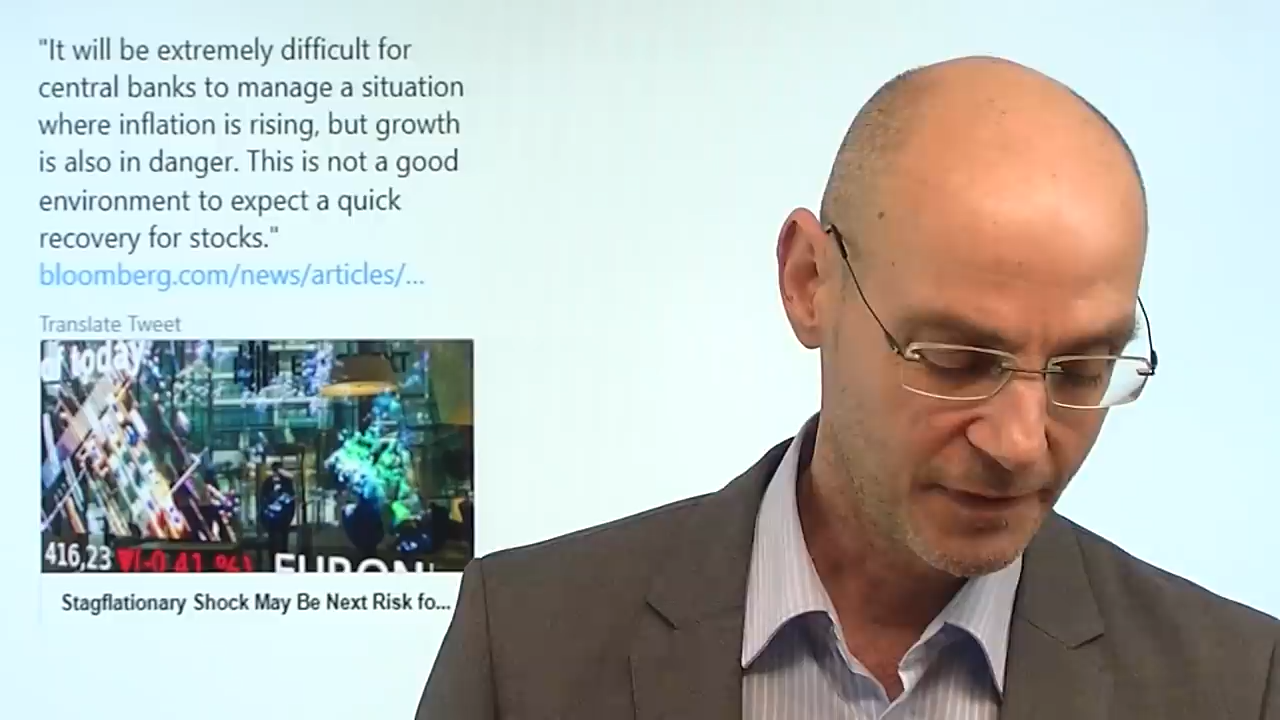 "It will be extremely difficult for
central banks to manage a situation
where inflation is rising, but growth
is also in danger. This is not a good
environment to expect a quick
recovery for stocks."
bloomberg.com/news/articles/...
Translate Tweet
today
416,23 ▼(-0.41 %)
Stagflationary Shock May Be Next Risk fo...